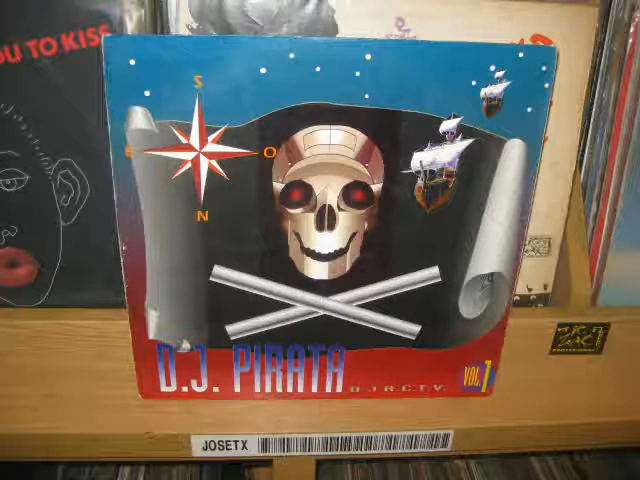 OU TO KISS
S
E
O
N
D.J. PIRATA
D.J.R.C.T.V.
VOL. 1
JOSETX